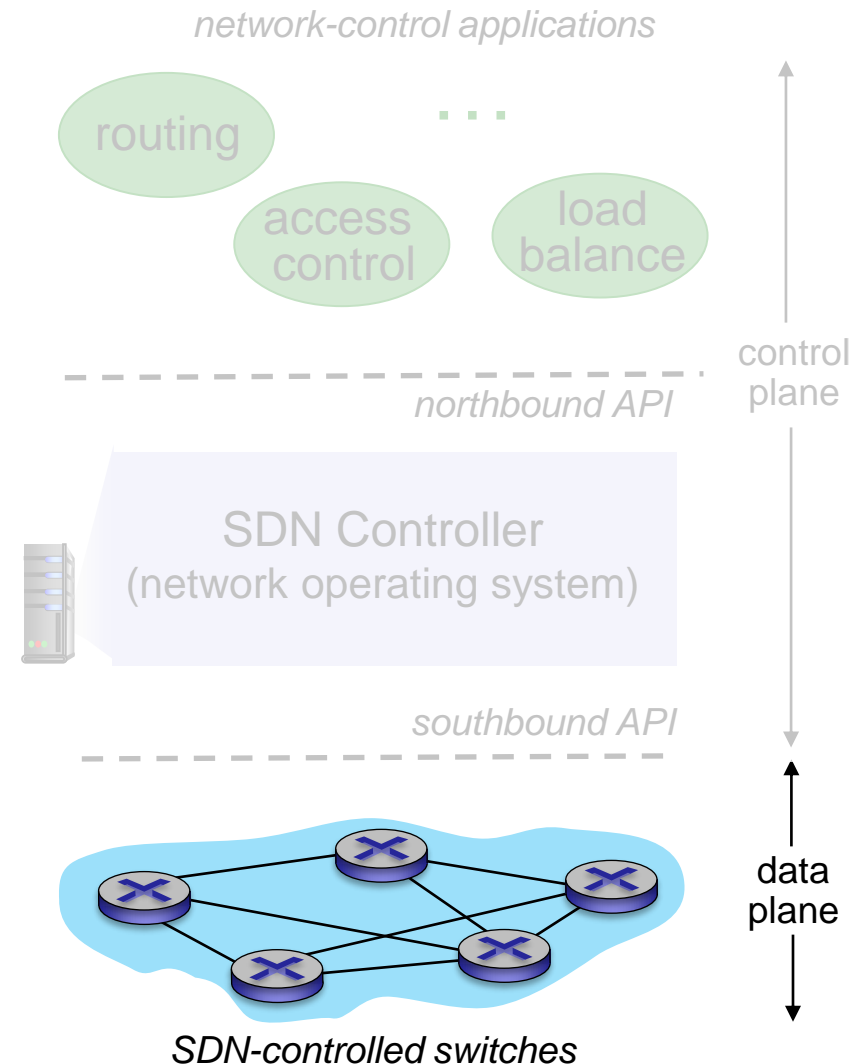 network-control applications
routing
. . .
access
control
load
balance
control
plane
northbound API
SDN Controller
(network operating system)
southbound API
data
plane
SDN-controlled switches